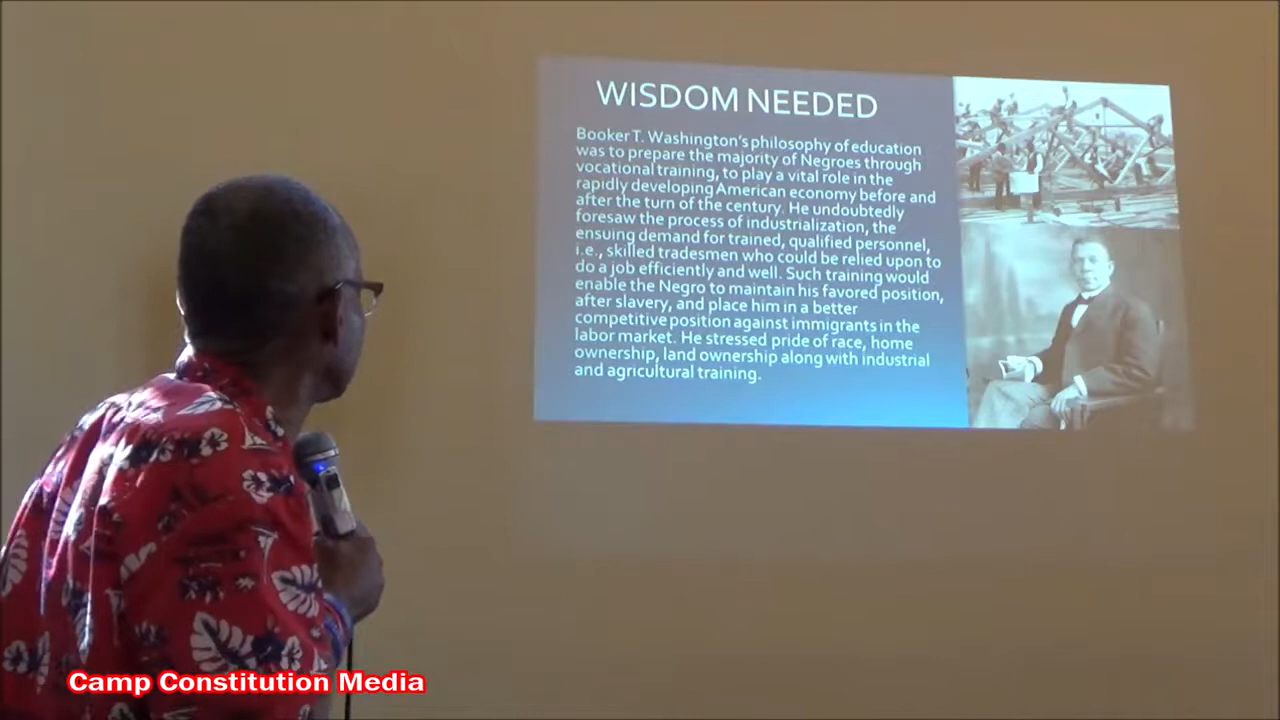 WISDOM NEEDED
Booker T. Washington's philosophy of education
was to prepare the majority of Negroes through
vocational training, to play a vital role in the
rapidly developing American economy before and
after the turn of the century. He undoubtedly
foresaw the process of industrialization, the
ensuing demand for trained, qualified personnel,
i.e., skilled tradesmen who could be relied upon to
do a job efficiently and well. Such training would
enable the Negro to maintain his favored position,
after slavery, and place him in a better
competitive position against immigrants in the
labor market. He stressed pride of race, home
ownership, land ownership along with industrial
and agricultural training.
Camp Constitution Media